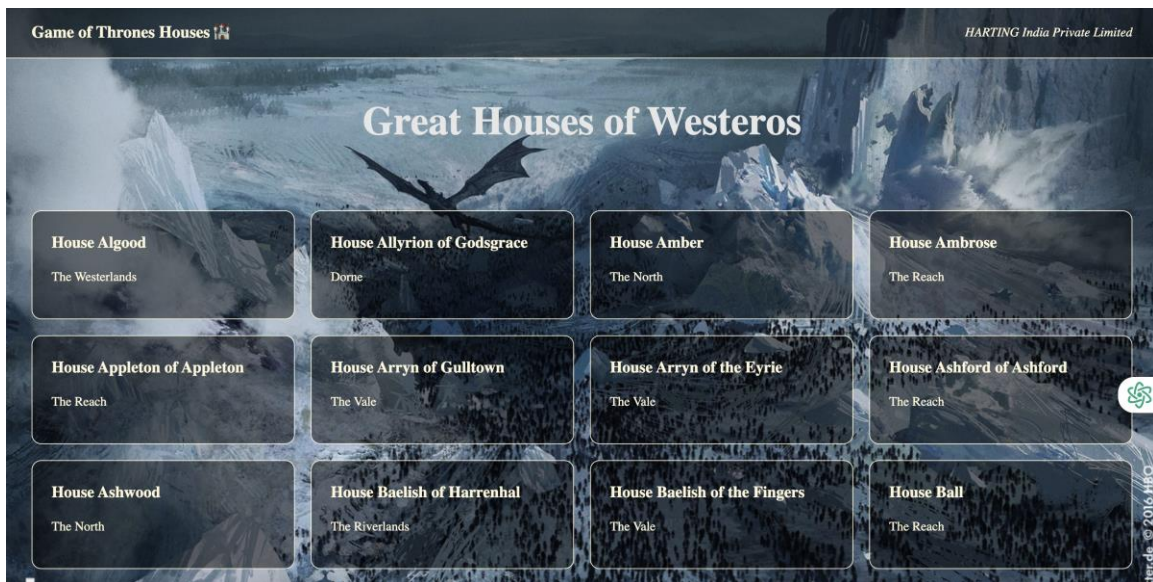 Game of Thrones Houses
HARTING India Private Limited
Great Houses of Westeros
House Algood
The Westerlands
House Allyrion of Godsgrace
Dorne
House Amber
The North
House Ambrose
The Reach
House Appleton of Appleton
The Reach
House Arryn of Gulltown
The Vale
House Arryn of the Eyrie
The Vale
House Ashford of Ashford
The Reach
House Ashwood
The North
House Baelish of Harrenhal
The Riverlands
House Baelish of the Fingers
The Vale
House Ball
The Reach
© 2016 HBO